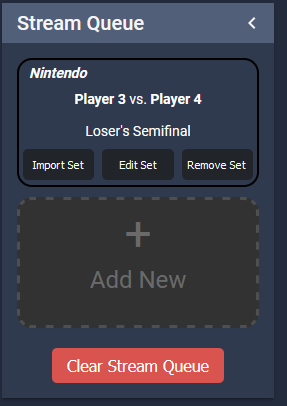 Stream Queue
Nintendo
Player 3 vs. Player 4
Loser's Semifinal
Import Set Edit Set Remove Set
Add New
Clear Stream Queue